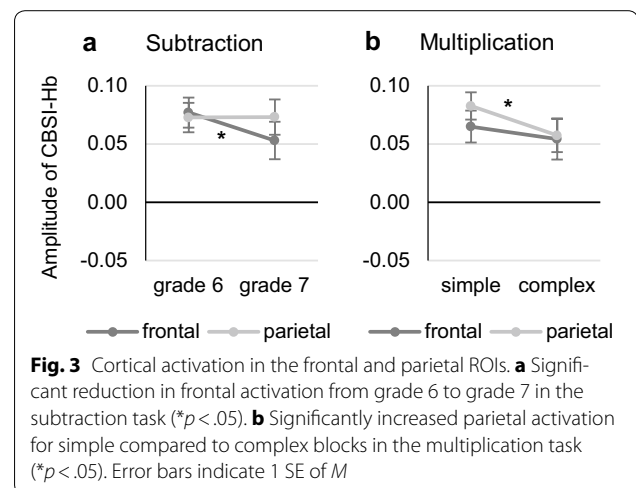 a Subtraction
b Multiplication
Amplitude of CBSI-Hb
0.10
0.05
0.00
-0.05
*
grade 6 grade 7
frontal parietal
0.10
0.05
0.00
-0.05
*
simple complex
frontal parietal
Fig. 3 Cortical activation in the frontal and parietal ROIs. a Signifi-
cant reduction in frontal activation from grade 6 to grade 7 in the
subtraction task (*p < .05). b Significantly increased parietal activation
for simple compared to complex blocks in the multiplication task
(*p < .05). Error bars indicate 1 SE of M